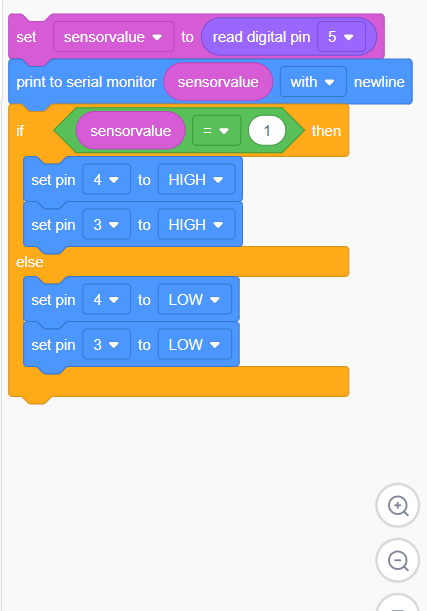 set sensorvalue to read digital pin 5
print to serial monitor sensorvalue with newline
if sensorvalue = 1 then
set pin 4 to HIGH
set pin 3 to HIGH
else
set pin 4 to LOW
set pin 3 to LOW